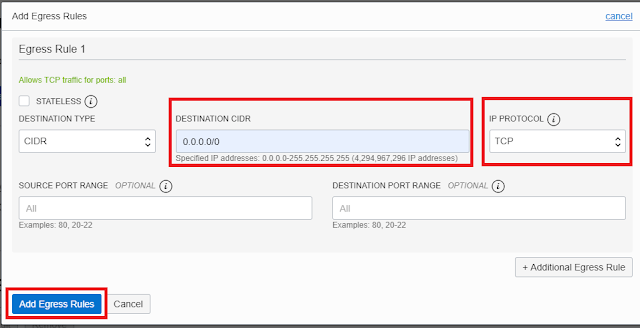 Add Egress Rules cancel
Egress Rule 1
Allows TCP traffic for ports: all
STATELESS i
DESTINATION TYPE DESTINATION CIDR IP PROTOCOL i
CIDR 0.0.0.0/0 TCP
Specified IP addresses: 0.0.0.0-255.255.255.255 (4,294,967,296 IP addresses)
SOURCE PORT RANGE OPTIONAL i DESTINATION PORT RANGE OPTIONAL i
All All
Examples: 80, 20-22 Examples: 80, 20-22
+ Additional Egress Rule
Add Egress Rules Cancel